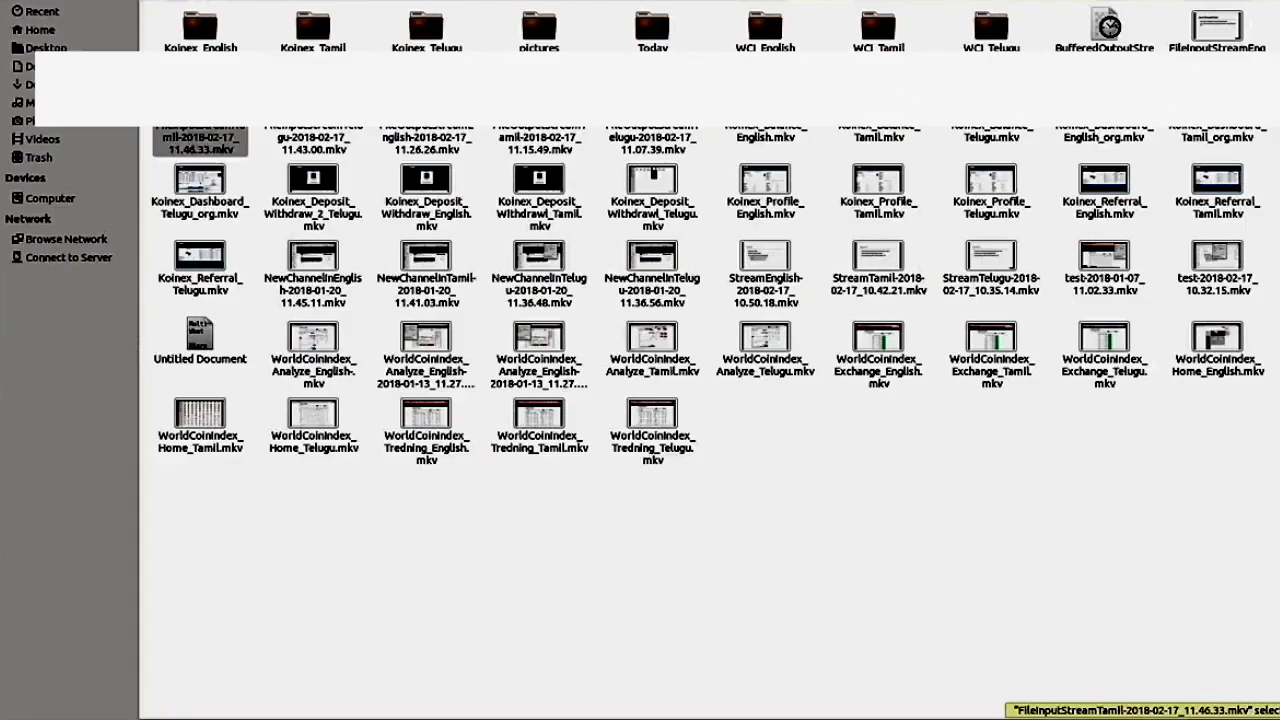 Recent
Home
Desktop
Videos
Trash
Devices
Computer
Network
Browse Network
Connect to Server
Koinex_English
Koinex_Tamil
Koinex_Telugu
pictures
Today
WCI_English
WCI_Tamil
WCI_Telugu
BufferedOutputStre
FileInputStreamEng
mil-2018-02-17_
11.46.33.mkv
gu-2018-02-17_
11.43.00.mkv
nglish-2018-02-17_
11.26.26.mkv
amil-2018-02-17_
11.15.49.mkv
elugu-2018-02-17_
11.07.39.mkv
English.mkv
Tamil.mkv
Telugu.mkv
English_org.mkv
Tamil_org.mkv
Koinex_Dashboard_
Telugu_org.mkv
Koinex_Deposit_
Withdraw_2_Telugu.
mkv
Koinex_Deposit_
Withdraw_English.
mkv
Koinex_Deposit_
Withdrawl_Tamil.
mkv
Koinex_Deposit_
Withdrawl_Telugu.
mkv
Koinex_Profile_
English.mkv
Koinex_Profile_
Tamil.mkv
Koinex_Profile_
Telugu.mkv
Koinex_Referral_
English.mkv
Koinex_Referral_
Tamil.mkv
Koinex_Referral_
Telugu.mkv
NewChannelInEnglis
h-2018-01-20_
11.45.11.mkv
NewChannelInTamil-
2018-01-20_
11.41.03.mkv
NewChannelInTelug
u-2018-01-20_
11.36.48.mkv
NewChannelInTelug
u-2018-01-20_
11.36.56.mkv
StreamEnglish-
2018-02-17_
10.50.18.mkv
StreamTamil-2018-
02-17_10.42.21.mkv
StreamTelugu-2018-
02-17_10.35.14.mkv
test-2018-01-07_
11.02.33.mkv
test-2018-02-17_
10.32.15.mkv
Untitled Document
WorldCoinIndex_
Analyze_English-.
mkv
WorldCoinIndex_
Analyze_English-
2018-01-13_11.27....
WorldCoinIndex_
Analyze_English-
2018-01-13_11.27....
WorldCoinIndex_
Analyze_Tamil.mkv
WorldCoinIndex_
Analyze_Telugu.mkv
WorldCoinIndex_
Exchange_English.
mkv
WorldCoinIndex_
Exchange_Tamil.
mkv
WorldCoinIndex_
Exchange_Telugu.
mkv
WorldCoinIndex_
Home_English.mkv
WorldCoinIndex_
Home_Tamil.mkv
WorldCoinIndex_
Home_Telugu.mkv
WorldCoinIndex_
Tredning_English.
mkv
WorldCoinIndex_
Tredning_Tamil.mkv
WorldCoinIndex_
Tredning_Telugu.
mkv
"FileInputStreamTamil-2018-02-17_11.46.33.mkv" selec